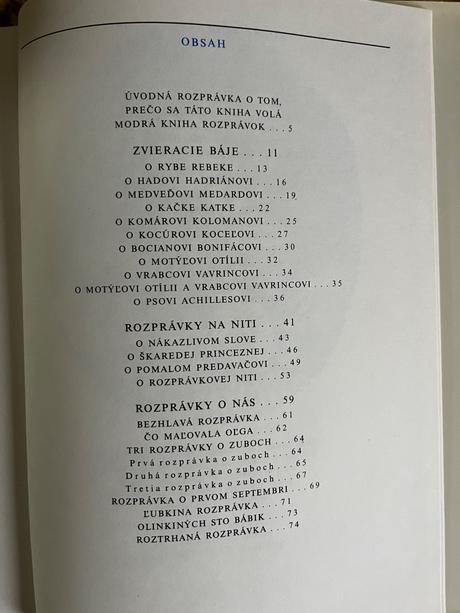 OBSAH
ÚVODNÁ ROZPRÁVKA O TOM,
PREČO SA TÁTO KNIHA VOLÁ
MODRÁ KNIHA ROZPRÁVOK . . . 5
ZVIERACIE BÁJE . . . 11
O RYBE REBEKE . . . 13
O HADOVI HADRIÁNOVI . . . 16
O MEDVEĎOVI MEDARDOVI . . . 19
O KAČKE KATKE . . . 22
O KOMÁROVI KOLOMANOVI . . . 25
O KOCÚROVI KOCEĽOVI . . . 27
O BOCIANOVI BONIFÁCOVI . . . 30
O MOTÝĽOVI OTÍLII . . . 32
O VRABCOVI VAVRINCOVI . . . 34
O MOTÝĽOVI OTÍLII A VRABCOVI VAVRINCOVI . . . 35
O PSOVI ACHILLESOVI . . . 36
ROZPRÁVKY NA NITI . . . 41
O NÁKAZLIVOM SLOVE . . . 43
O ŠKAREDEJ PRINCEZNEJ . . . 46
O POMALOM PREDAVAČOVI . . . 49
O ROZPRÁVKOVEJ NITI . . . 53
ROZPRÁVKY O NÁS . . . 59
BEZHLAVÁ ROZPRÁVKA . . . 61
ČO MAĽOVALA OĽGA . . . 62
TRI ROZPRÁVKY O ZUBOCH . . . 64
Prvá rozprávka o zuboch . . . 64
Druhá rozprávka o zuboch . . . 65
Tretia rozprávka o zuboch . . . 67
ROZPRÁVKA O PRVOM SEPTEMBRI . . . 69
ĽUBKINA ROZPRÁVKA . . . 71
OLINKINÝCH STO BÁBIK . . . 73
ROZTRHANÁ ROZPRÁVKA . . . 74